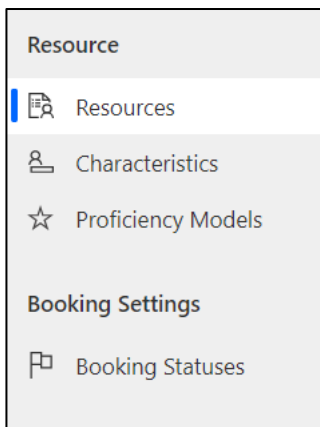 Resource
Resources
Characteristics
Proficiency Models
Booking Settings
Booking Statuses